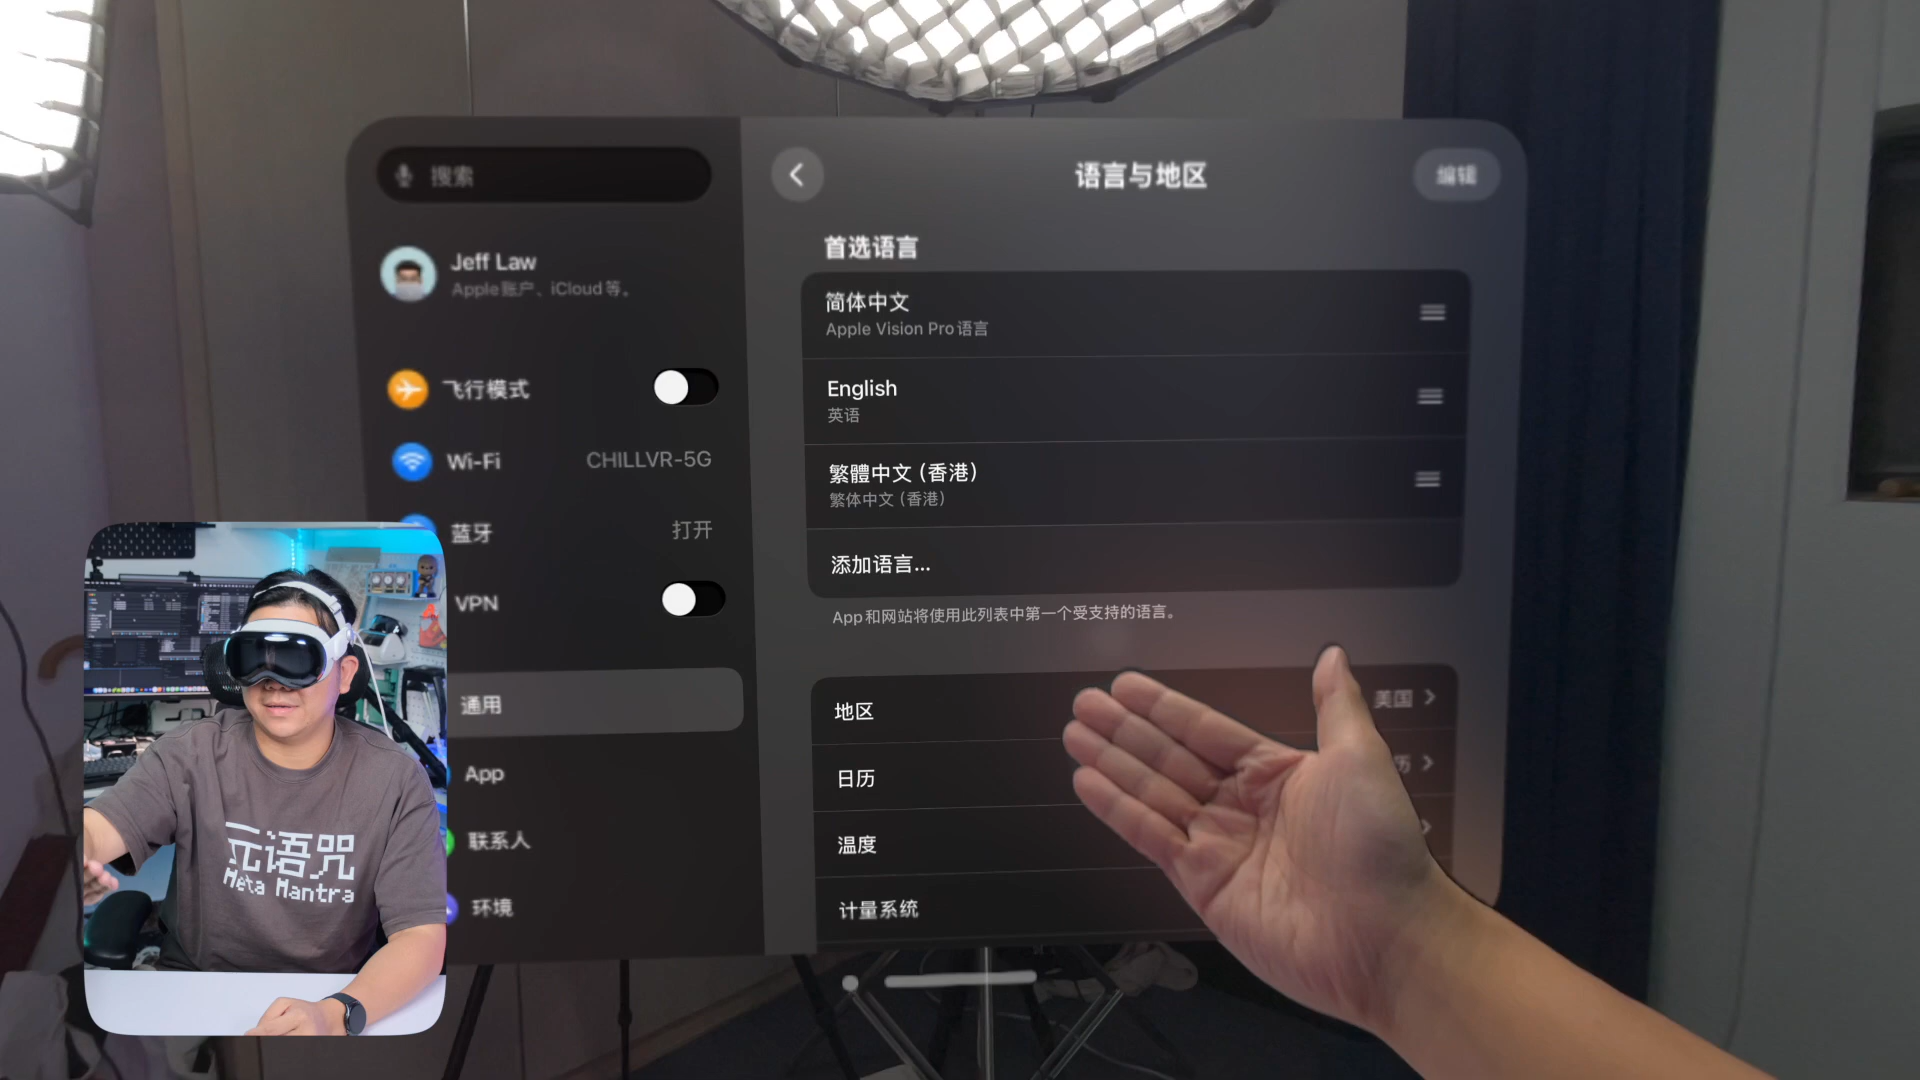 搜索
Jeff Law
Apple账户、iCloud等。
飞行模式
Wi-Fi
CHILLVR-5G
蓝牙
打开
VPN
通用
App
联系人
环境
语言与地区
编辑
首选语言
简体中文
Apple Vision Pro语言
English
英语
繁體中文（香港）
繁体中文（香港）
添加语言...
App和网站将使用此列表中第一个受支持的语言。
地区
美国
日历
历
温度
计量系统
元语咒
Meta Mantra